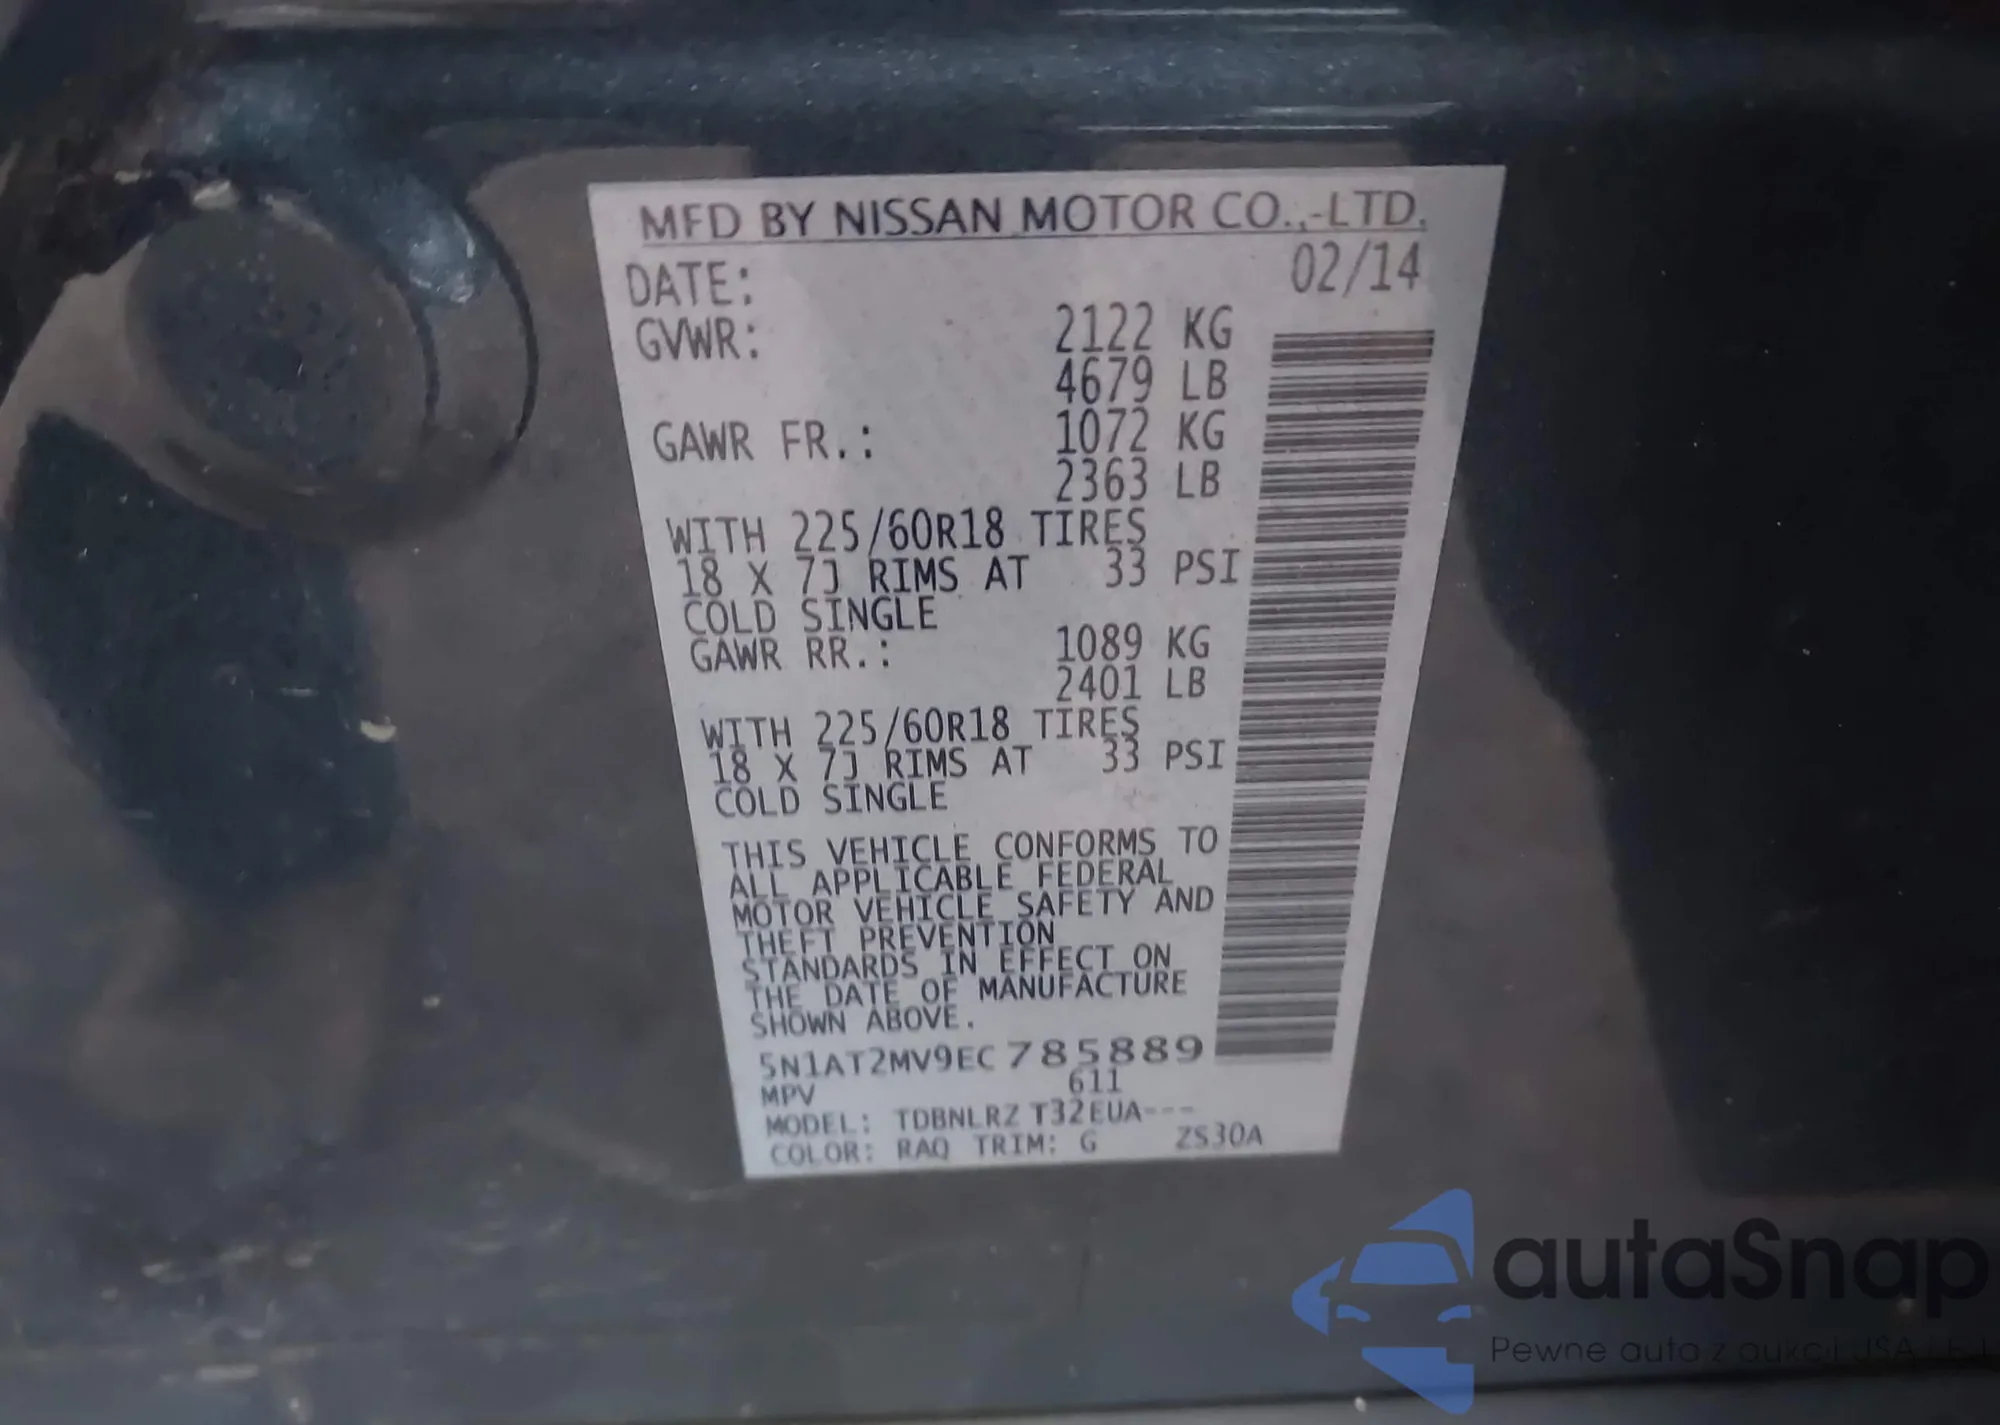 MFD BY NISSAN MOTOR CO.,-LTD.
DATE: 02/14
GVWR: 2122 KG
4679 LB
GAWR FR.: 1072 KG
2363 LB
WITH 225/60R18 TIRES
18 X 7J RIMS AT 33 PSI
COLD SINGLE
GAWR RR.: 1089 KG
2401 LB
WITH 225/60R18 TIRES
18 X 7J RIMS AT 33 PSI
COLD SINGLE
THIS VEHICLE CONFORMS TO
ALL APPLICABLE FEDERAL
MOTOR VEHICLE SAFETY AND
THEFT PREVENTION
STANDARDS IN EFFECT ON
THE DATE OF MANUFACTURE
SHOWN ABOVE.
5N1AT2MV9EC785889
MPV 611
MODEL: TDBNLRZ T32EUA---
COLOR: RAQ TRIM: G ZS30A
autaSnap
Pewne auta z aukcji USA